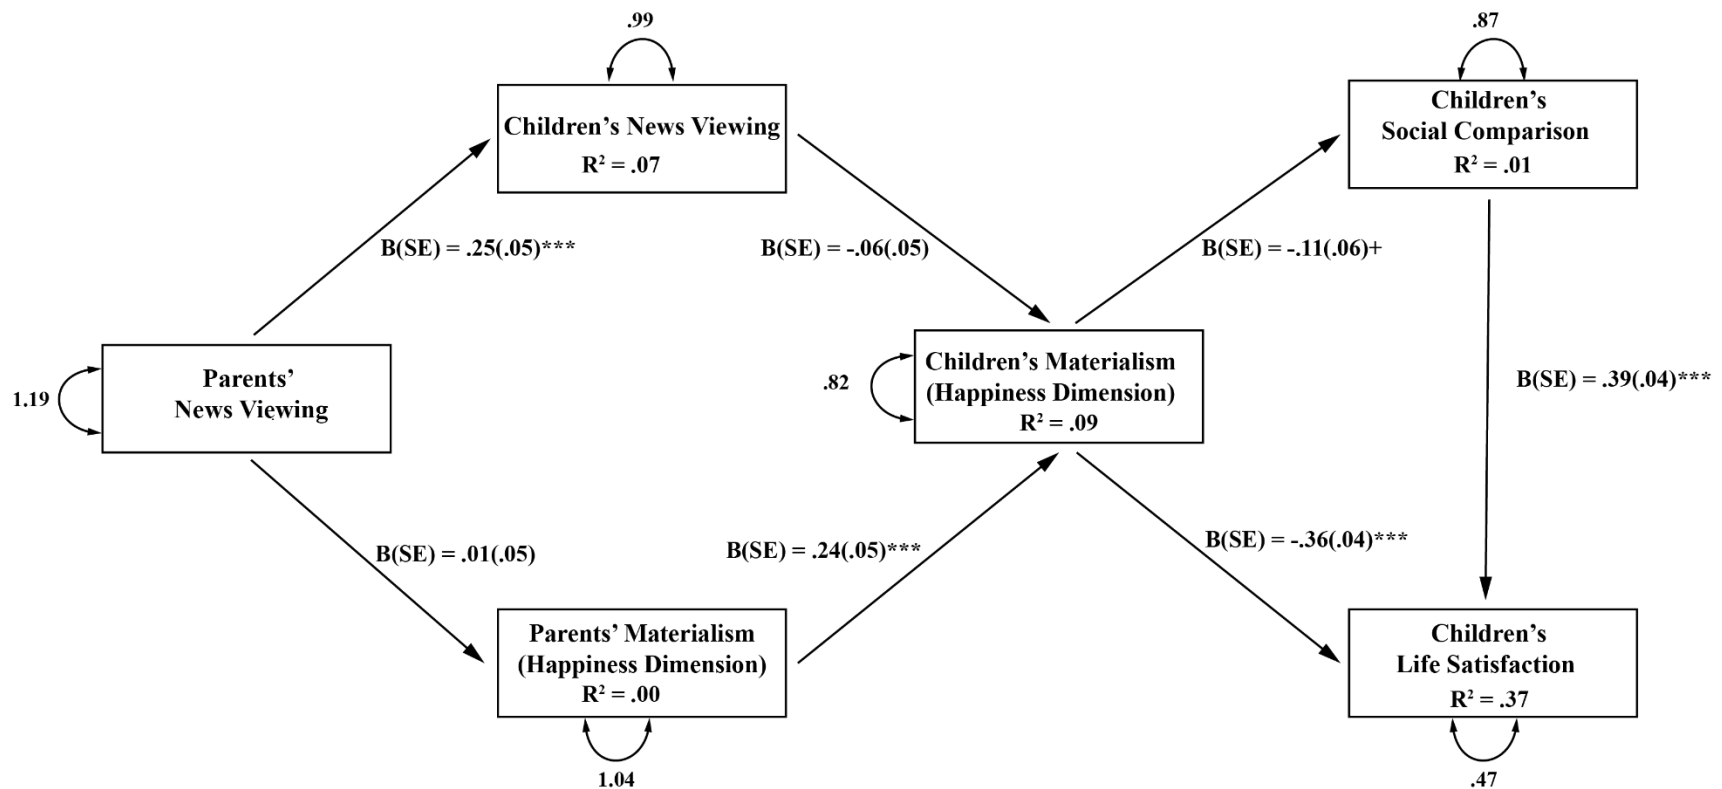 .99
Children’s News Viewing
R² = .07
.87
Children’s
Social Comparison
R² = .01
B(SE) = .25(.05)***
B(SE) = -.06(.05)
B(SE) = -.11(.06)+
1.19
Parents’
News Viewing
.82
Children’s Materialism
(Happiness Dimension)
R² = .09
B(SE) = .39(.04)***
B(SE) = .01(.05)
B(SE) = .24(.05)***
B(SE) = -.36(.04)***
Parents’ Materialism
(Happiness Dimension)
R² = .00
1.04
Children’s
Life Satisfaction
R² = .37
.47